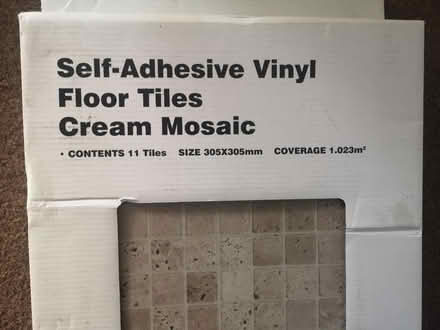 Self-Adhesive Vinyl
Floor Tiles
Cream Mosaic
• CONTENTS 11 Tiles SIZE 305X305mm COVERAGE 1.023m²